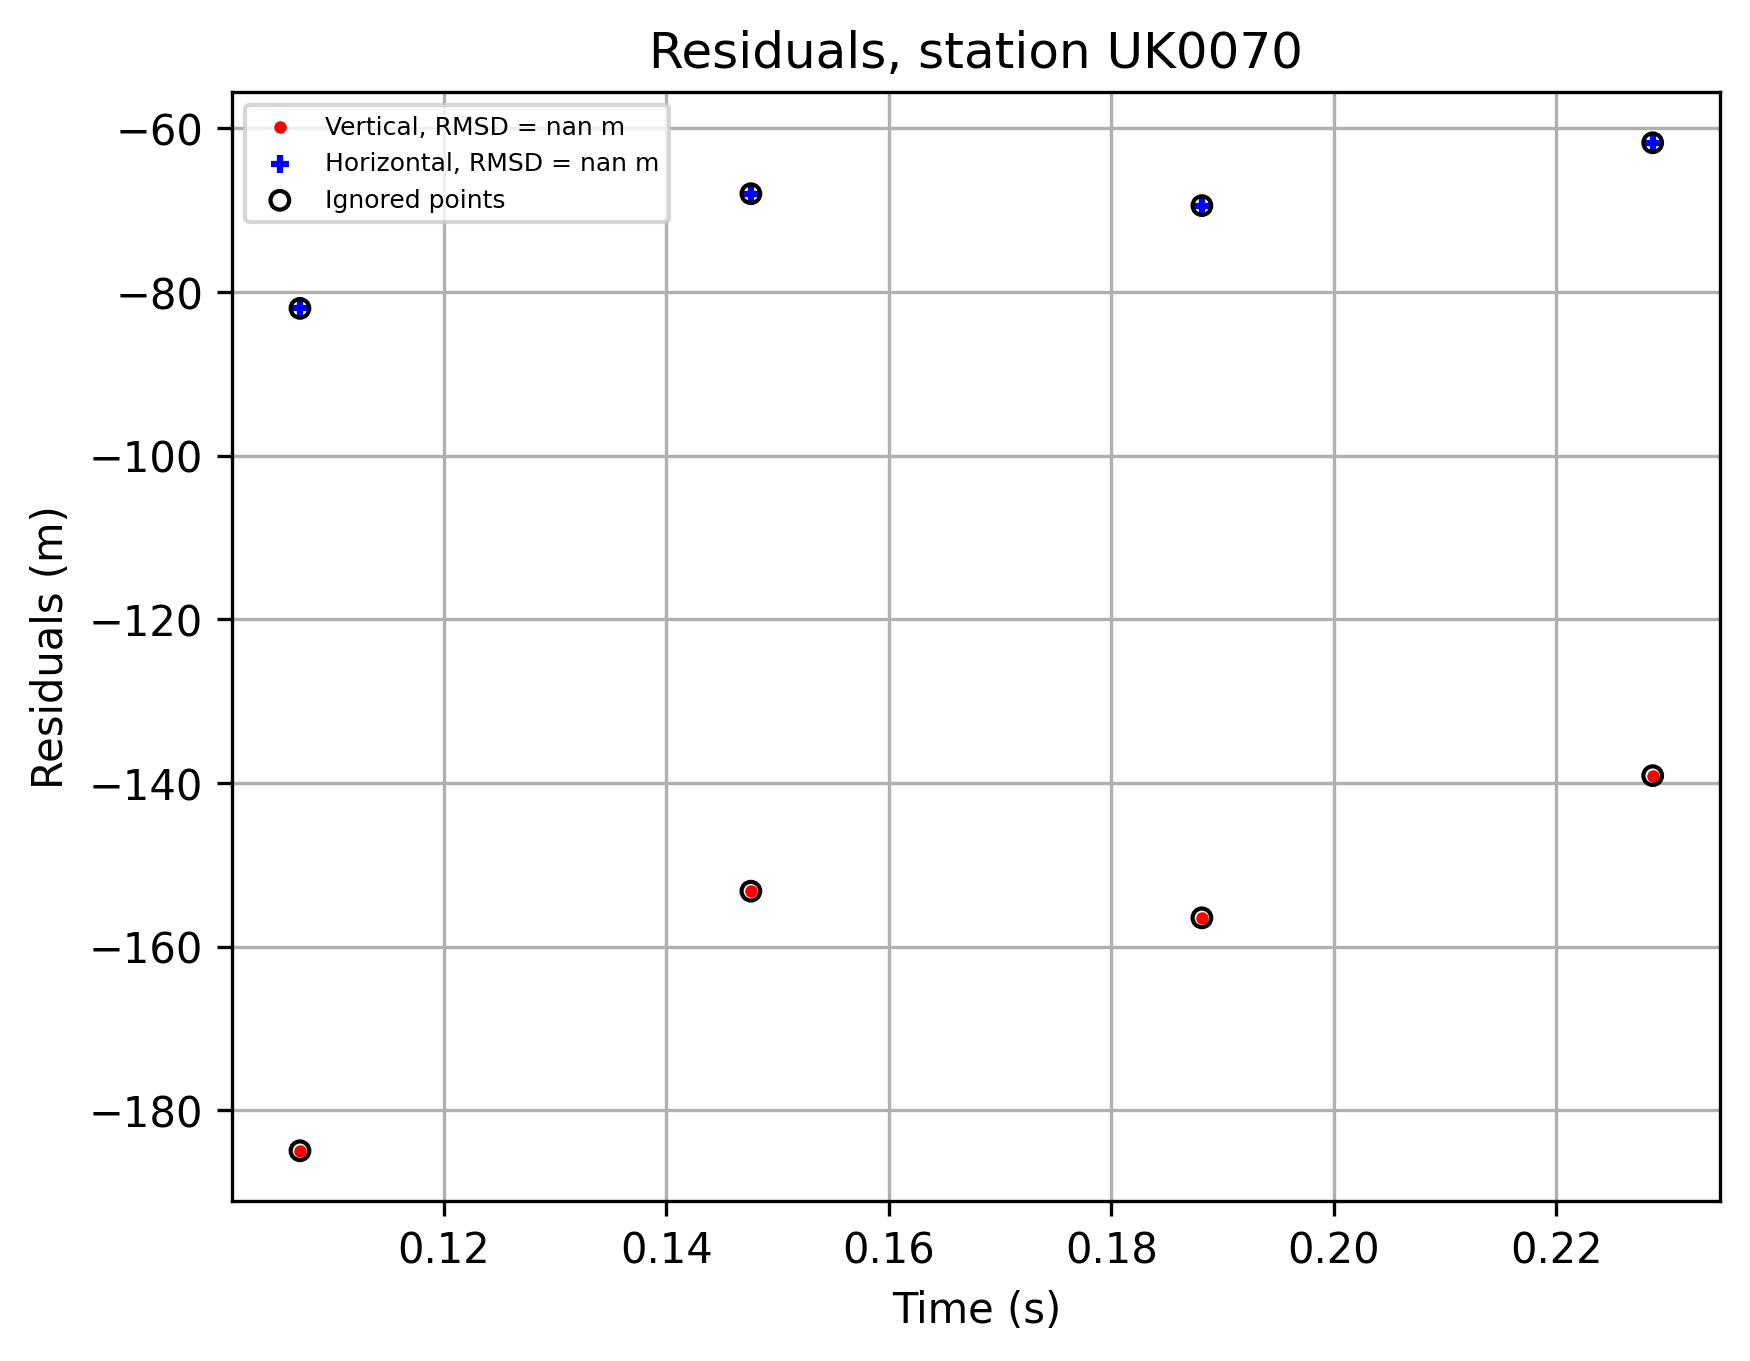 Residuals, station UK0070
Vertical, RMSD = nan m
Horizontal, RMSD = nan m
Ignored points
−60
−80
−100
−120
−140
−160
−180
Residuals (m)
0.12 0.14 0.16 0.18 0.20 0.22
Time (s)